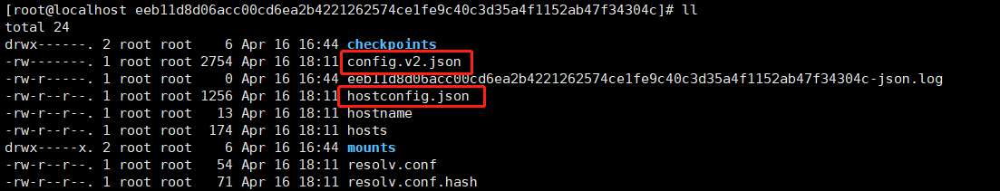 [root@localhost eeb11d8d06acc00cd6ea2b4221262574ce1fe9c40c3d35a4f1152ab47f34304c]# ll
total 24
drwx------. 2 root root    6 Apr 16 16:44 checkpoints
-rw-------. 1 root root 2754 Apr 16 18:11 config.v2.json
-rw-r-----. 1 root root    0 Apr 16 16:44 eeb11d8d06acc00cd6ea2b4221262574ce1fe9c40c3d35a4f1152ab47f34304c-json.log
-rw-r--r--. 1 root root 1256 Apr 16 18:11 hostconfig.json
-rw-r--r--. 1 root root   13 Apr 16 18:11 hostname
-rw-r--r--. 1 root root  174 Apr 16 18:11 hosts
drwx-----x. 2 root root    6 Apr 16 16:44 mounts
-rw-r--r--. 1 root root   54 Apr 16 18:11 resolv.conf
-rw-r--r--. 1 root root   71 Apr 16 18:11 resolv.conf.hash